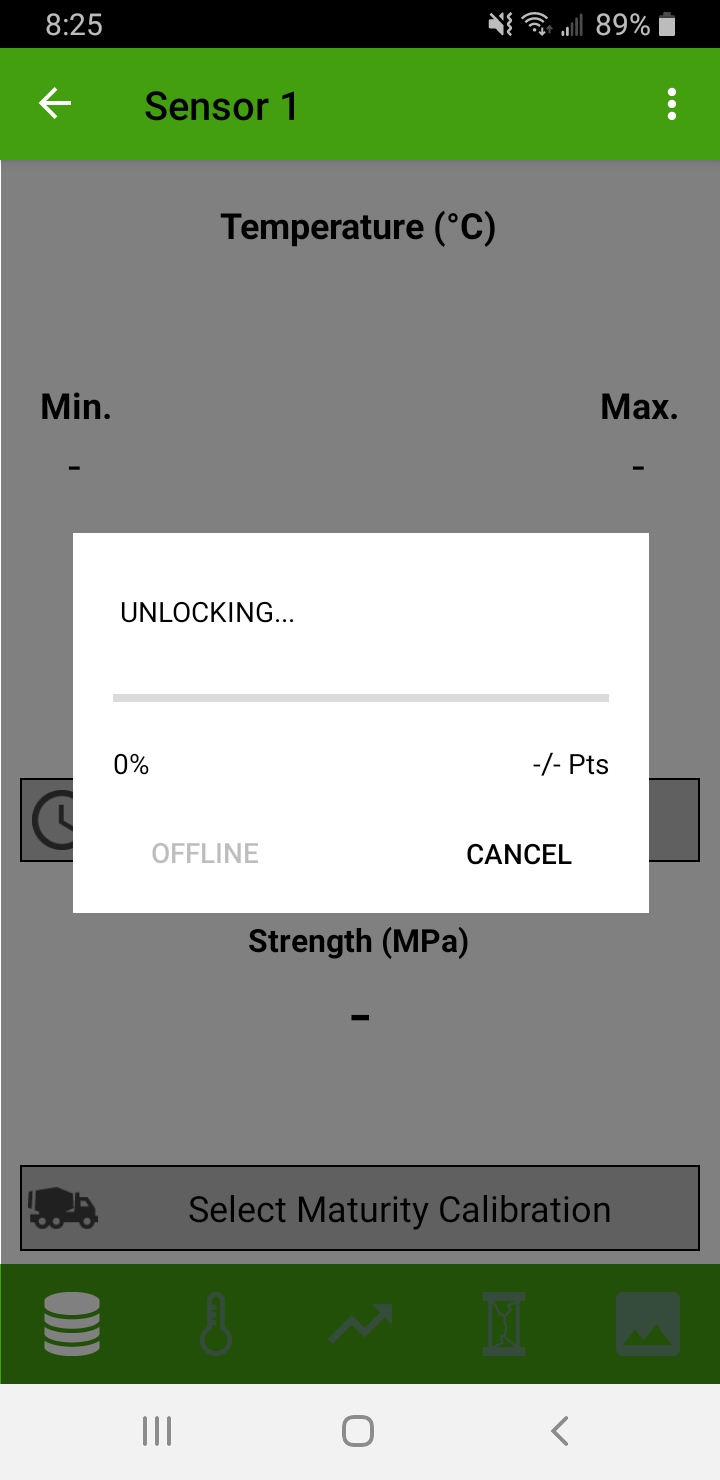 8:25 89%
Sensor 1
Temperature (°C)
Min. Max.
- -
UNLOCKING...
0% -/- Pts
OFFLINE CANCEL
Strength (MPa)
-
Select Maturity Calibration